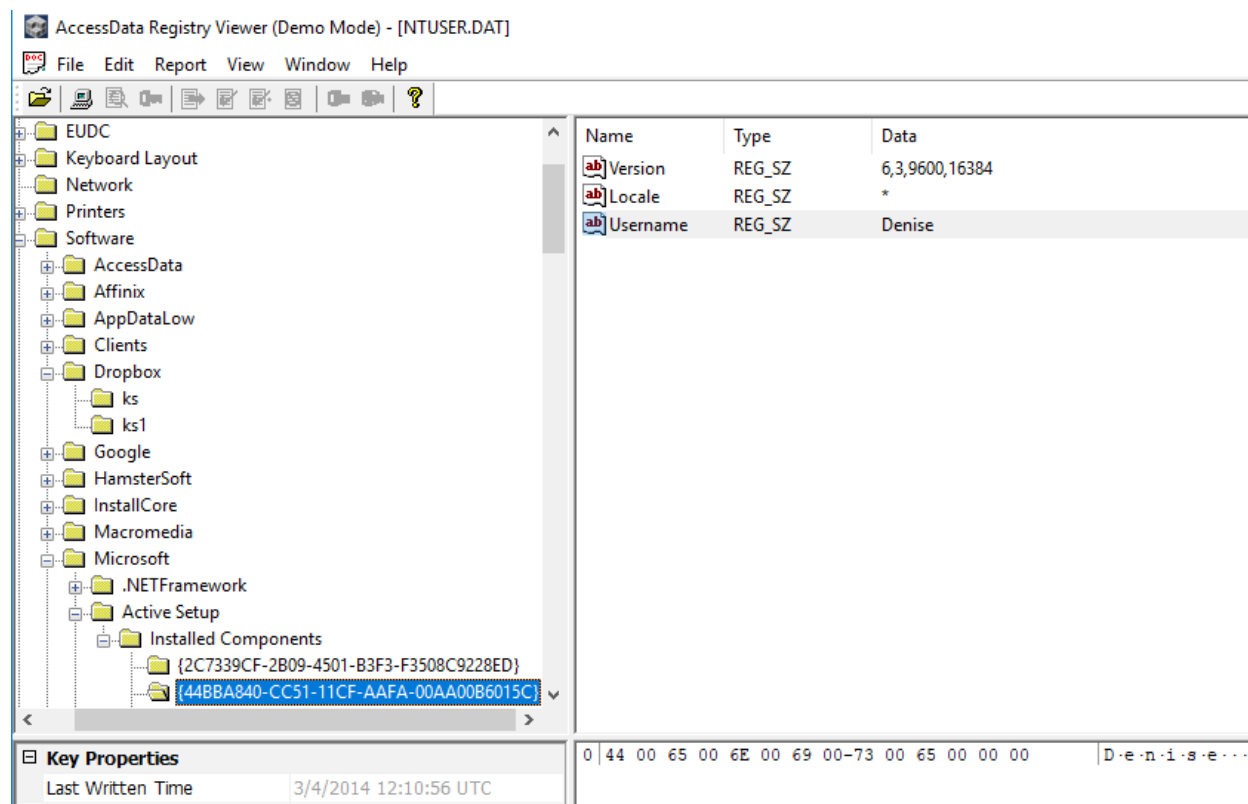 AccessData Registry Viewer (Demo Mode) - [NTUSER.DAT]
File Edit Report View Window Help
EUDC
Keyboard Layout
Network
Printers
Software
AccessData
Affinix
AppDataLow
Clients
Dropbox
ks
ks1
Google
HamsterSoft
InstallCore
Macromedia
Microsoft
.NETFramework
Active Setup
Installed Components
{2C7339CF-2B09-4501-B3F3-F3508C9228ED}
{44BBA840-CC51-11CF-AAFA-00AA00B6015C}
Name Type Data
Version REG_SZ 6,3,9600,16384
Locale REG_SZ *
Username REG_SZ Denise
Key Properties
Last Written Time 3/4/2014 12:10:56 UTC
0 44 00 65 00 6E 00 69 00-73 00 65 00 00 00 D·e·n·i·s·e···